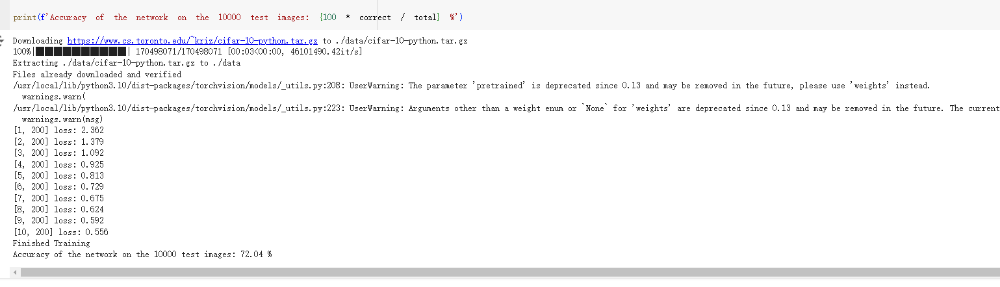 print(f'Accuracy of the network on the 10000 test images: {100 * correct / total} %')
Downloading https://www.cs.toronto.edu/~kriz/cifar-10-python.tar.gz to ./data/cifar-10-python.tar.gz
100%|██████████| 170498071/170498071 [00:03<00:00, 46101490.42it/s]
Extracting ./data/cifar-10-python.tar.gz to ./data
Files already downloaded and verified
/usr/local/lib/python3.10/dist-packages/torchvision/models/_utils.py:208: UserWarning: The parameter 'pretrained' is deprecated since 0.13 and may be removed in the future, please use 'weights' instead.
warnings.warn(
/usr/local/lib/python3.10/dist-packages/torchvision/models/_utils.py:223: UserWarning: Arguments other than a weight enum or `None` for 'weights' are deprecated since 0.13 and may be removed in the future. The current
warnings.warn(msg)
[1, 200] loss: 2.362
[2, 200] loss: 1.379
[3, 200] loss: 1.092
[4, 200] loss: 0.925
[5, 200] loss: 0.813
[6, 200] loss: 0.729
[7, 200] loss: 0.675
[8, 200] loss: 0.624
[9, 200] loss: 0.592
[10, 200] loss: 0.556
Finished Training
Accuracy of the network on the 10000 test images: 72.04 %